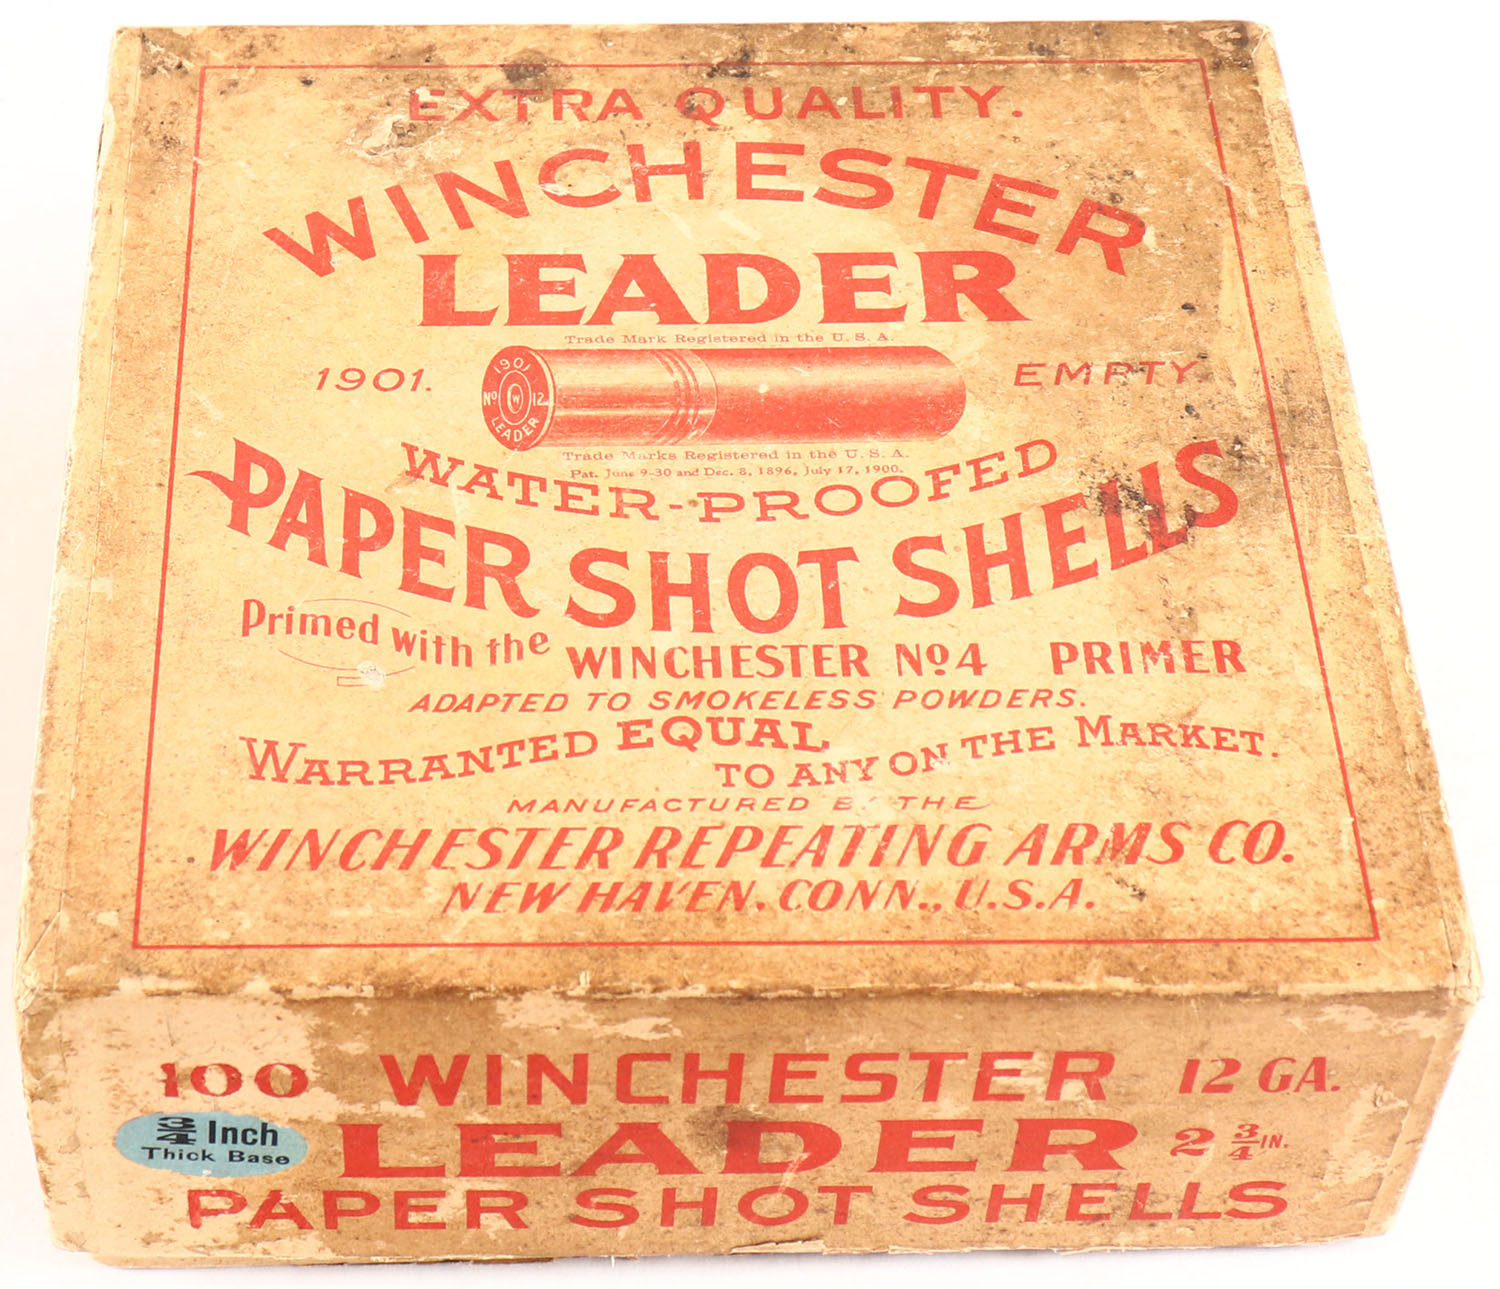 EXTRA QUALITY.
WINCHESTER
LEADER
Trade Mark Registered in the U. S. A.
1901.
1901
No W 12
LEADER
EMPTY.
Trade Marks Registered in the U. S. A.
Pat. June 9-30 and Dec. 8, 1896, July 17, 1900.
WATER-PROOFED
PAPER SHOT SHELLS
Primed with the WINCHESTER No. 4 PRIMER
ADAPTED TO SMOKELESS POWDERS.
WARRANTED EQUAL
TO ANY ON THE MARKET.
MANUFACTURED BY THE
WINCHESTER REPEATING ARMS CO.
NEW HAVEN. CONN., U.S.A.
100 WINCHESTER 12 GA.
3/4 Inch
Thick Base
LEADER 2 3/4 IN.
PAPER SHOT SHELLS